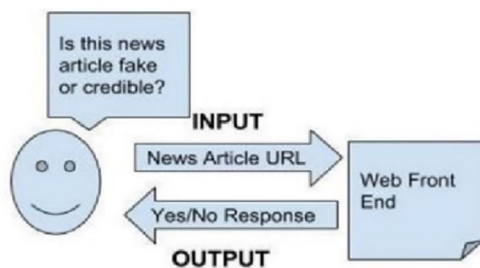 Is this news
article fake
or credible?
INPUT
News Article URL
Web Front
End
Yes/No Response
OUTPUT